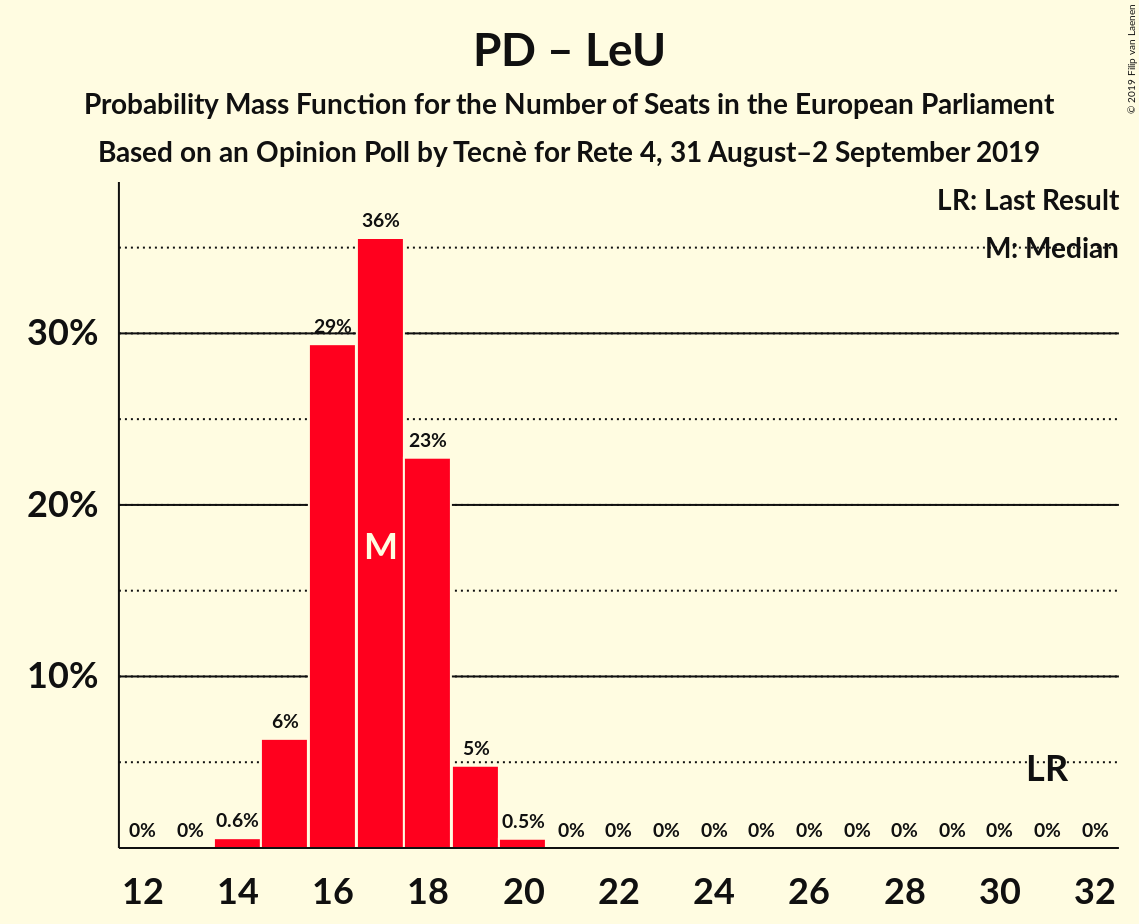 PD – LeU
Probability Mass Function for the Number of Seats in the European Parliament
Based on an Opinion Poll by Tecnè for Rete 4, 31 August–2 September 2019
© 2019 Filip van Laenen
LR: Last Result
M: Median
30%
20%
10%
0% 0% 0.6% 6% 29% 36% 23% 5% 0.5% 0% 0% 0% 0% 0% 0% 0% 0% 0% 0% 0% 0%
M
LR
12 14 16 18 20 22 24 26 28 30 32